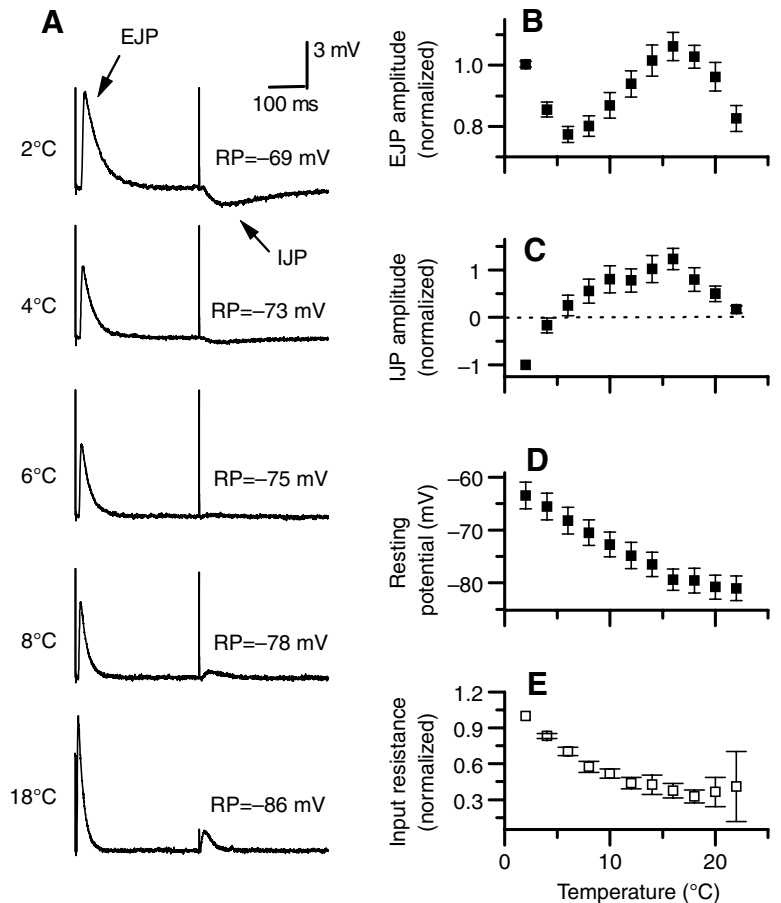 A
EJP
3 mV
100 ms
2°C
RP=–69 mV
IJP
4°C
RP=–73 mV
6°C
RP=–75 mV
8°C
RP=–78 mV
18°C
RP=–86 mV
B
EJP amplitude
(normalized)
1.0
0.8
C
IJP amplitude
(normalized)
1
0
–1
D
Resting
potential (mV)
–60
–70
–80
E
Input resistance
(normalized)
1.2
0.9
0.6
0.3
0 10 20
Temperature (°C)